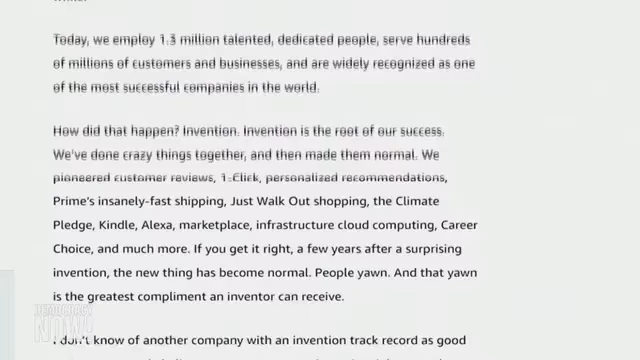 Today, we employ 1.3 million talented, dedicated people, serve hundreds
of millions of customers and businesses, and are widely recognized as one
of the most successful companies in the world.
How did that happen? Invention. Invention is the root of our success.
We've done crazy things together, and then made them normal. We
pioneered customer reviews, 1-Click, personalized recommendations,
Prime's insanely-fast shipping, Just Walk Out shopping, the Climate
Pledge, Kindle, Alexa, marketplace, infrastructure cloud computing, Career
Choice, and much more. If you get it right, a few years after a surprising
invention, the new thing has become normal. People yawn. And that yawn
is the greatest compliment an inventor can receive.
I don't know of another company with an invention track record as good
DEMOCRACY
NOW!